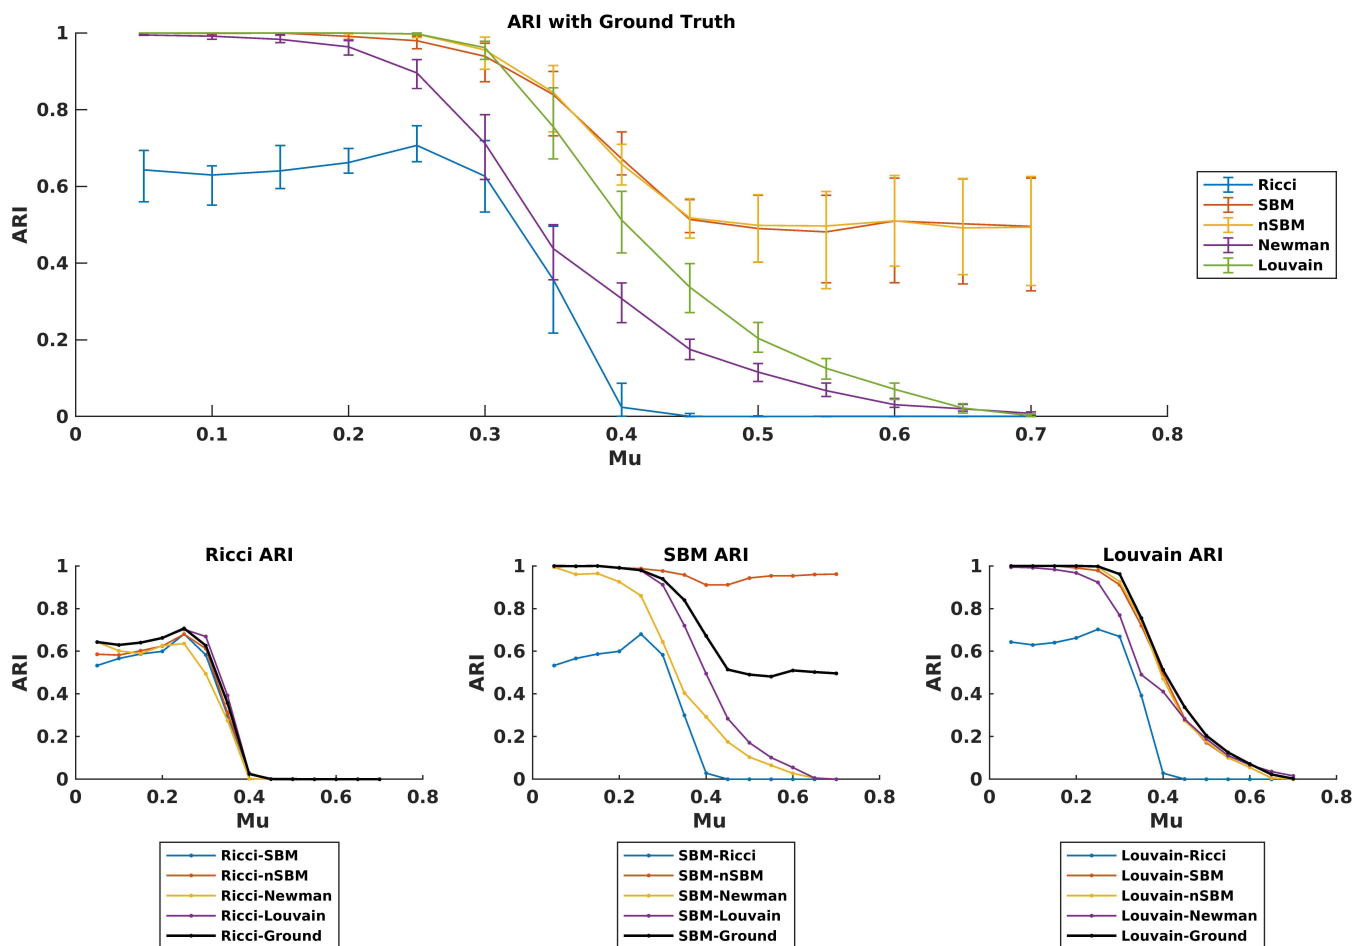 ARI with Ground Truth
1
0.8
0.6
0.4
0.2
0
ARI
0 0.1 0.2 0.3 0.4 0.5 0.6 0.7 0.8
Mu
Ricci
SBM
nSBM
Newman
Louvain
Ricci ARI
1
0.8
0.6
0.4
0.2
0
ARI
0 0.2 0.4 0.6 0.8
Mu
Ricci-SBM
Ricci-nSBM
Ricci-Newman
Ricci-Louvain
Ricci-Ground
SBM ARI
1
0.8
0.6
0.4
0.2
0
ARI
0 0.2 0.4 0.6 0.8
Mu
SBM-Ricci
SBM-nSBM
SBM-Newman
SBM-Louvain
SBM-Ground
Louvain ARI
1
0.8
0.6
0.4
0.2
0
ARI
0 0.2 0.4 0.6 0.8
Mu
Louvain-Ricci
Louvain-SBM
Louvain-nSBM
Louvain-Newman
Louvain-Ground